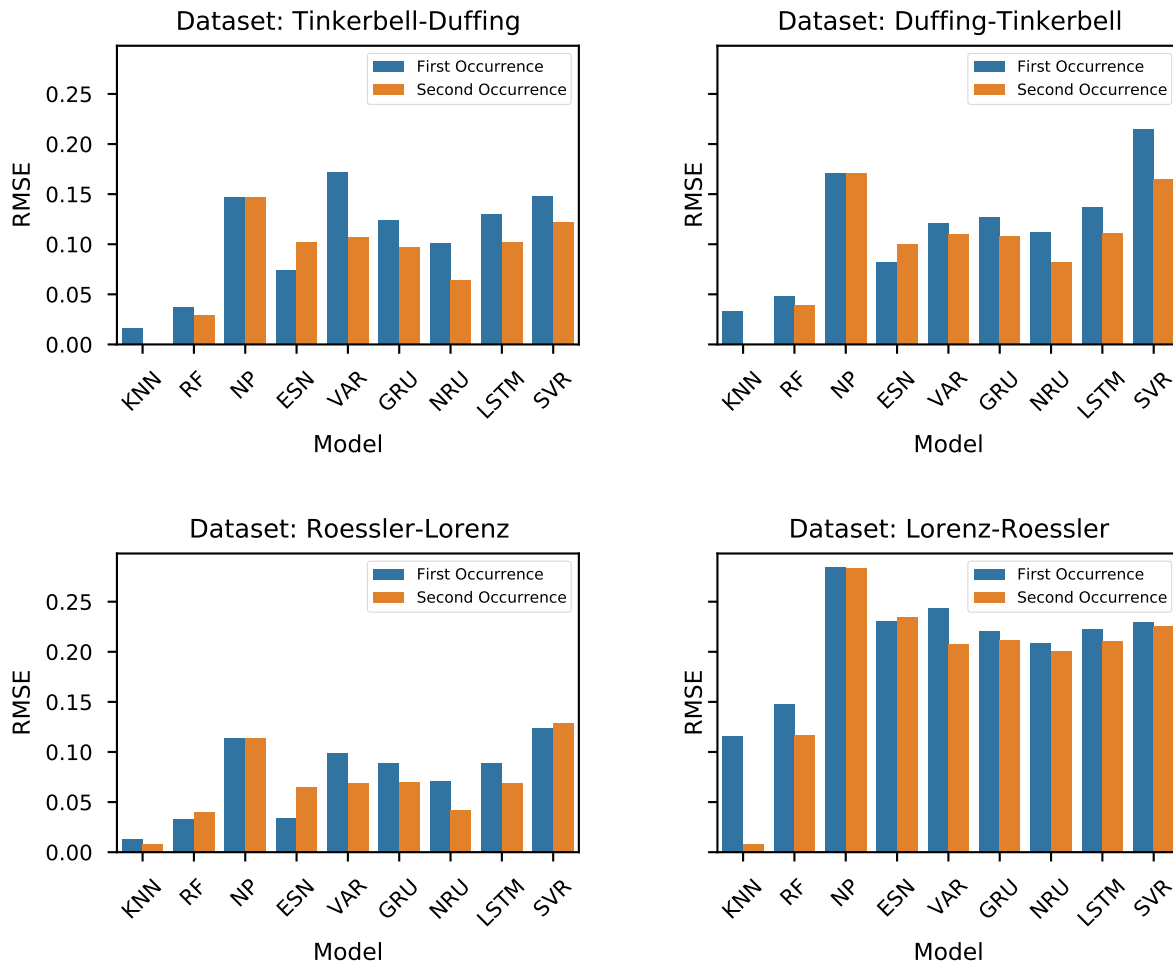 Dataset: Tinkerbell-Duffing
First Occurrence
Second Occurrence
RMSE
0.25
0.20
0.15
0.10
0.05
0.00
KNN
RF
NP
ESN
VAR
GRU
NRU
LSTM
SVR
Model
Dataset: Duffing-Tinkerbell
First Occurrence
Second Occurrence
RMSE
KNN
RF
NP
ESN
VAR
GRU
NRU
LSTM
SVR
Model
Dataset: Roessler-Lorenz
First Occurrence
Second Occurrence
RMSE
0.25
0.20
0.15
0.10
0.05
0.00
KNN
RF
NP
ESN
VAR
GRU
NRU
LSTM
SVR
Model
Dataset: Lorenz-Roessler
First Occurrence
Second Occurrence
RMSE
KNN
RF
NP
ESN
VAR
GRU
NRU
LSTM
SVR
Model